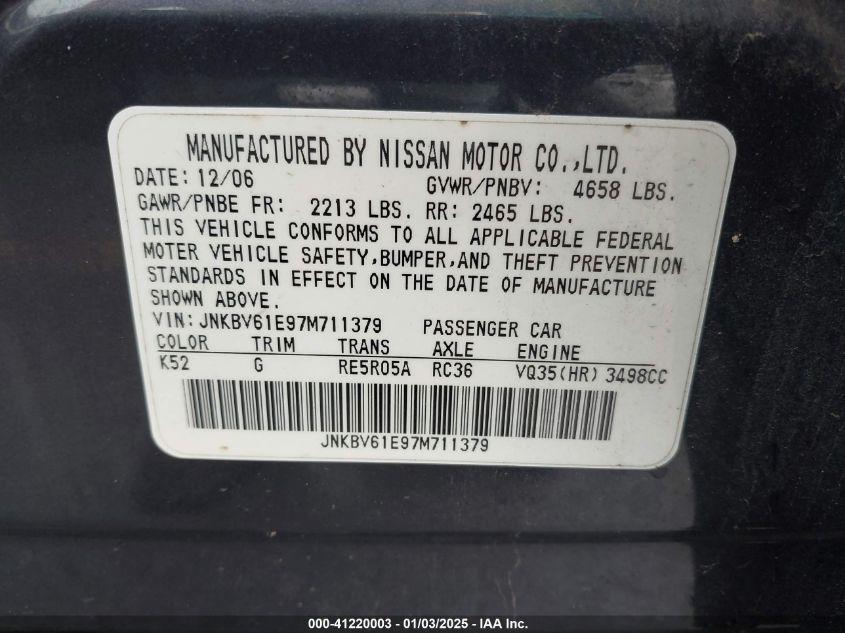 MANUFACTURED BY NISSAN MOTOR CO.,LTD.
DATE: 12/06 GVWR/PNBV: 4658 LBS.
GAWR/PNBE FR: 2213 LBS. RR: 2465 LBS.
THIS VEHICLE CONFORMS TO ALL APPLICABLE FEDERAL
MOTER VEHICLE SAFETY,BUMPER,AND THEFT PREVENTION
STANDARDS IN EFFECT ON THE DATE OF MANUFACTURE
SHOWN ABOVE.
VIN: JNKBV61E97M711379 PASSENGER CAR
COLOR TRIM TRANS AXLE ENGINE
K52 G RE5R05A RC36 VQ35(HR) 3498CC
JNKBV61E97M711379
000-41220003 - 01/03/2025 - IAA Inc.